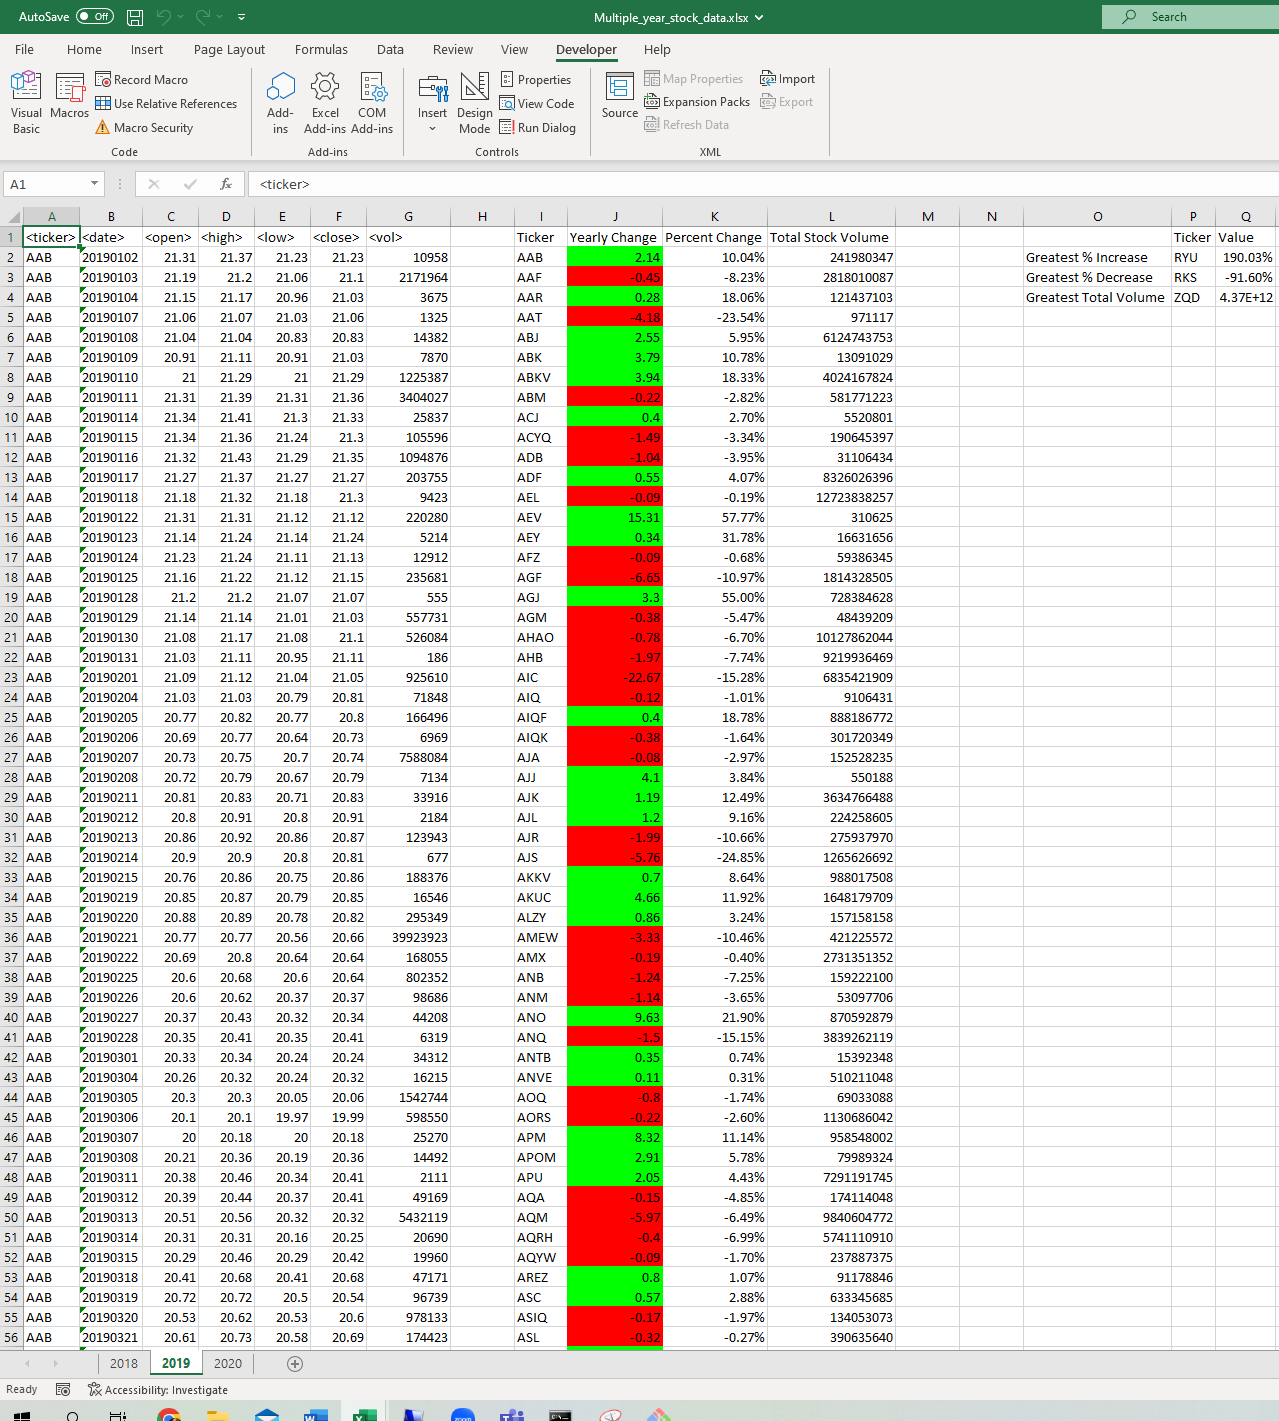 AutoSave Off Multiple_year_stock_data.xlsx Search
File Home Insert Page Layout Formulas Data Review View Developer Help
Visual Basic Macros Record Macro Use Relative References Macro Security Add-ins Excel Add-ins COM Add-ins Insert Design Mode Properties View Code Run Dialog Source Map Properties Expansion Packs Refresh Data Import Export
Code Add-ins Controls XML
A1 fx <ticker>
A B C D E F G H I J K L M N O P Q
1 <ticker> <date> <open> <high> <low> <close> <vol> Ticker Yearly Change Percent Change Total Stock Volume Ticker Value
2 AAB 20190102 21.31 21.37 21.23 21.23 10958 AAB 2.14 10.04% 241980347 Greatest % Increase RYU 190.03%
3 AAB 20190103 21.19 21.2 21.06 21.1 2171964 AAF -0.45 -8.23% 2818010087 Greatest % Decrease RKS -91.60%
4 AAB 20190104 21.15 21.17 20.96 21.03 3675 AAR 0.28 18.06% 121437103 Greatest Total Volume ZQD 4.37E+12
5 AAB 20190107 21.06 21.07 21.03 21.06 1325 AAT -4.18 -23.54% 971117
6 AAB 20190108 21.04 21.04 20.83 20.83 14382 ABJ 2.55 5.95% 6124743753
7 AAB 20190109 20.91 21.11 20.91 21.03 7870 ABK 3.79 10.78% 13091029
8 AAB 20190110 21 21.29 21 21.29 1225387 ABKV 3.94 18.33% 4024167824
9 AAB 20190111 21.31 21.39 21.31 21.36 3404027 ABM -0.22 -2.82% 581771223
10 AAB 20190114 21.34 21.41 21.3 21.33 25837 ACJ 0.4 2.70% 5520801
11 AAB 20190115 21.34 21.36 21.24 21.3 105596 ACYQ -1.49 -3.34% 190645397
12 AAB 20190116 21.32 21.43 21.29 21.35 1094876 ADB -1.04 -3.95% 31106434
13 AAB 20190117 21.27 21.37 21.27 21.27 203755 ADF 0.55 4.07% 8326026396
14 AAB 20190118 21.18 21.32 21.18 21.3 9423 AEL -0.09 -0.19% 12723838257
15 AAB 20190122 21.31 21.31 21.12 21.12 220280 AEV 15.31 57.77% 310625
16 AAB 20190123 21.14 21.24 21.14 21.24 5214 AEY 0.34 31.78% 16631656
17 AAB 20190124 21.23 21.24 21.11 21.13 12912 AFZ -0.09 -0.68% 59386345
18 AAB 20190125 21.16 21.22 21.12 21.15 235681 AGF -6.65 -10.97% 1814328505
19 AAB 20190128 21.2 21.2 21.07 21.07 555 AGJ 3.3 55.00% 728384628
20 AAB 20190129 21.14 21.14 21.01 21.03 557731 AGM -0.38 -5.47% 48439209
21 AAB 20190130 21.08 21.17 21.08 21.1 526084 AHAO -0.78 -6.70% 10127862044
22 AAB 20190131 21.03 21.11 20.95 21.11 186 AHB -1.97 -7.74% 9219936469
23 AAB 20190201 21.09 21.12 21.04 21.05 925610 AIC -22.67 -15.28% 6835421909
24 AAB 20190204 21.03 21.03 20.79 20.81 71848 AIQ -0.12 -1.01% 9106431
25 AAB 20190205 20.77 20.82 20.77 20.8 166496 AIQF 0.4 18.78% 888186772
26 AAB 20190206 20.69 20.77 20.64 20.73 6969 AIQK -0.38 -1.64% 301720349
27 AAB 20190207 20.73 20.75 20.7 20.74 7588084 AJA -0.08 -2.97% 152528235
28 AAB 20190208 20.72 20.79 20.67 20.79 7134 AJJ 4.1 3.84% 550188
29 AAB 20190211 20.81 20.83 20.71 20.83 33916 AJK 1.19 12.49% 3634766488
30 AAB 20190212 20.8 20.91 20.8 20.91 2184 AJL 1.2 9.16% 224258605
31 AAB 20190213 20.86 20.92 20.86 20.87 123943 AJR -1.99 -10.66% 275937970
32 AAB 20190214 20.9 20.9 20.8 20.81 677 AJS -5.76 -24.85% 1265626692
33 AAB 20190215 20.76 20.86 20.75 20.86 188376 AKKV 0.7 8.64% 988017508
34 AAB 20190219 20.85 20.87 20.79 20.85 16546 AKUC 4.66 11.92% 1648179709
35 AAB 20190220 20.88 20.89 20.78 20.82 295349 ALZY 0.86 3.24% 157158158
36 AAB 20190221 20.77 20.77 20.56 20.66 39923923 AMEW -3.33 -10.46% 421225572
37 AAB 20190222 20.69 20.8 20.64 20.64 168055 AMX -0.19 -0.40% 2731351352
38 AAB 20190225 20.6 20.68 20.6 20.64 802352 ANB -1.24 -7.25% 159222100
39 AAB 20190226 20.6 20.62 20.37 20.37 98686 ANM -1.14 -3.65% 53097706
40 AAB 20190227 20.37 20.43 20.32 20.34 44208 ANO 9.63 21.90% 870592879
41 AAB 20190228 20.35 20.41 20.35 20.41 6319 ANQ -1.5 -15.15% 3839262119
42 AAB 20190301 20.33 20.34 20.24 20.24 34312 ANTB 0.35 0.74% 15392348
43 AAB 20190304 20.26 20.32 20.24 20.32 16215 ANVE 0.11 0.31% 510211048
44 AAB 20190305 20.3 20.3 20.05 20.06 1542744 AOQ -0.8 -1.74% 69033088
45 AAB 20190306 20.1 20.1 19.97 19.99 598550 AORS -0.22 -2.60% 1130686042
46 AAB 20190307 20 20.18 20 20.18 25270 APM 8.32 11.14% 958548002
47 AAB 20190308 20.21 20.36 20.19 20.36 14492 APOM 2.91 5.78% 79989324
48 AAB 20190311 20.38 20.46 20.34 20.41 2111 APU 2.05 4.43% 7291191745
49 AAB 20190312 20.39 20.44 20.37 20.41 49169 AQA -0.15 -4.85% 174114048
50 AAB 20190313 20.51 20.56 20.32 20.32 5432119 AQM -5.97 -6.49% 9840604772
51 AAB 20190314 20.31 20.31 20.16 20.25 20690 AQRH -0.4 -6.99% 5741110910
52 AAB 20190315 20.29 20.46 20.29 20.42 19960 AQYW -0.09 -1.70% 237887375
53 AAB 20190318 20.41 20.68 20.41 20.68 47171 AREZ 0.8 1.07% 91178846
54 AAB 20190319 20.72 20.72 20.5 20.54 96739 ASC 0.57 2.88% 633345685
55 AAB 20190320 20.53 20.62 20.53 20.6 978133 ASIQ -0.17 -1.97% 134053073
56 AAB 20190321 20.61 20.73 20.58 20.69 174423 ASL -0.32 -0.27% 390635640
2018 2019 2020
Ready Accessibility: Investigate